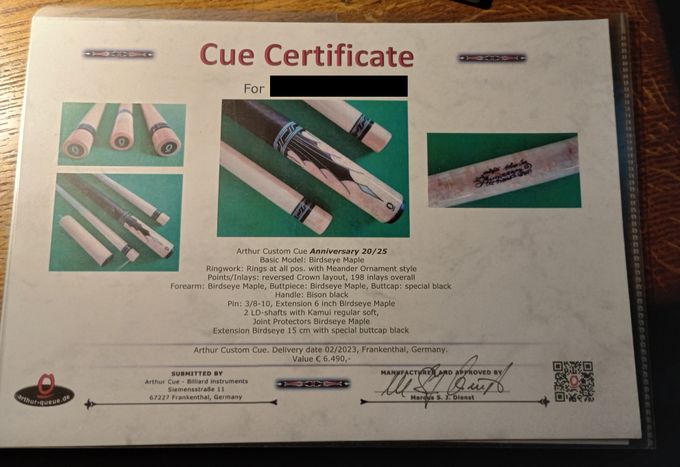 Cue Certificate
For
Arthur Custom Cue Anniversary 20/25
Basic Model: Birdseye Maple
Ringwork: Rings at all pos. with Meander Ornament style
Points/Inlays: reversed Crown layout, 198 inlays overall
Forearm: Birdseye Maple, Buttpiece: Birdseye Maple, Buttcap: special black
Handle: Bison black
Pin: 3/8-10, Extension 6 inch Birdseye Maple
2 LD-shafts with Kamui regular soft,
Joint Protectors Birdseye Maple
Extension Birdseye 15 cm with special buttcap black
Arthur Custom Cue. Delivery date 02/2023, Frankenthal, Germany.
Value € 6.490,-
SUBMITTED BY
Arthur Cue - Billiard instruments
Siemensstraße 11
67227 Frankenthal, Germany
MANUFACTURED AND APPROVED BY
Marcus S. J. Dienst
arthur-queue.de